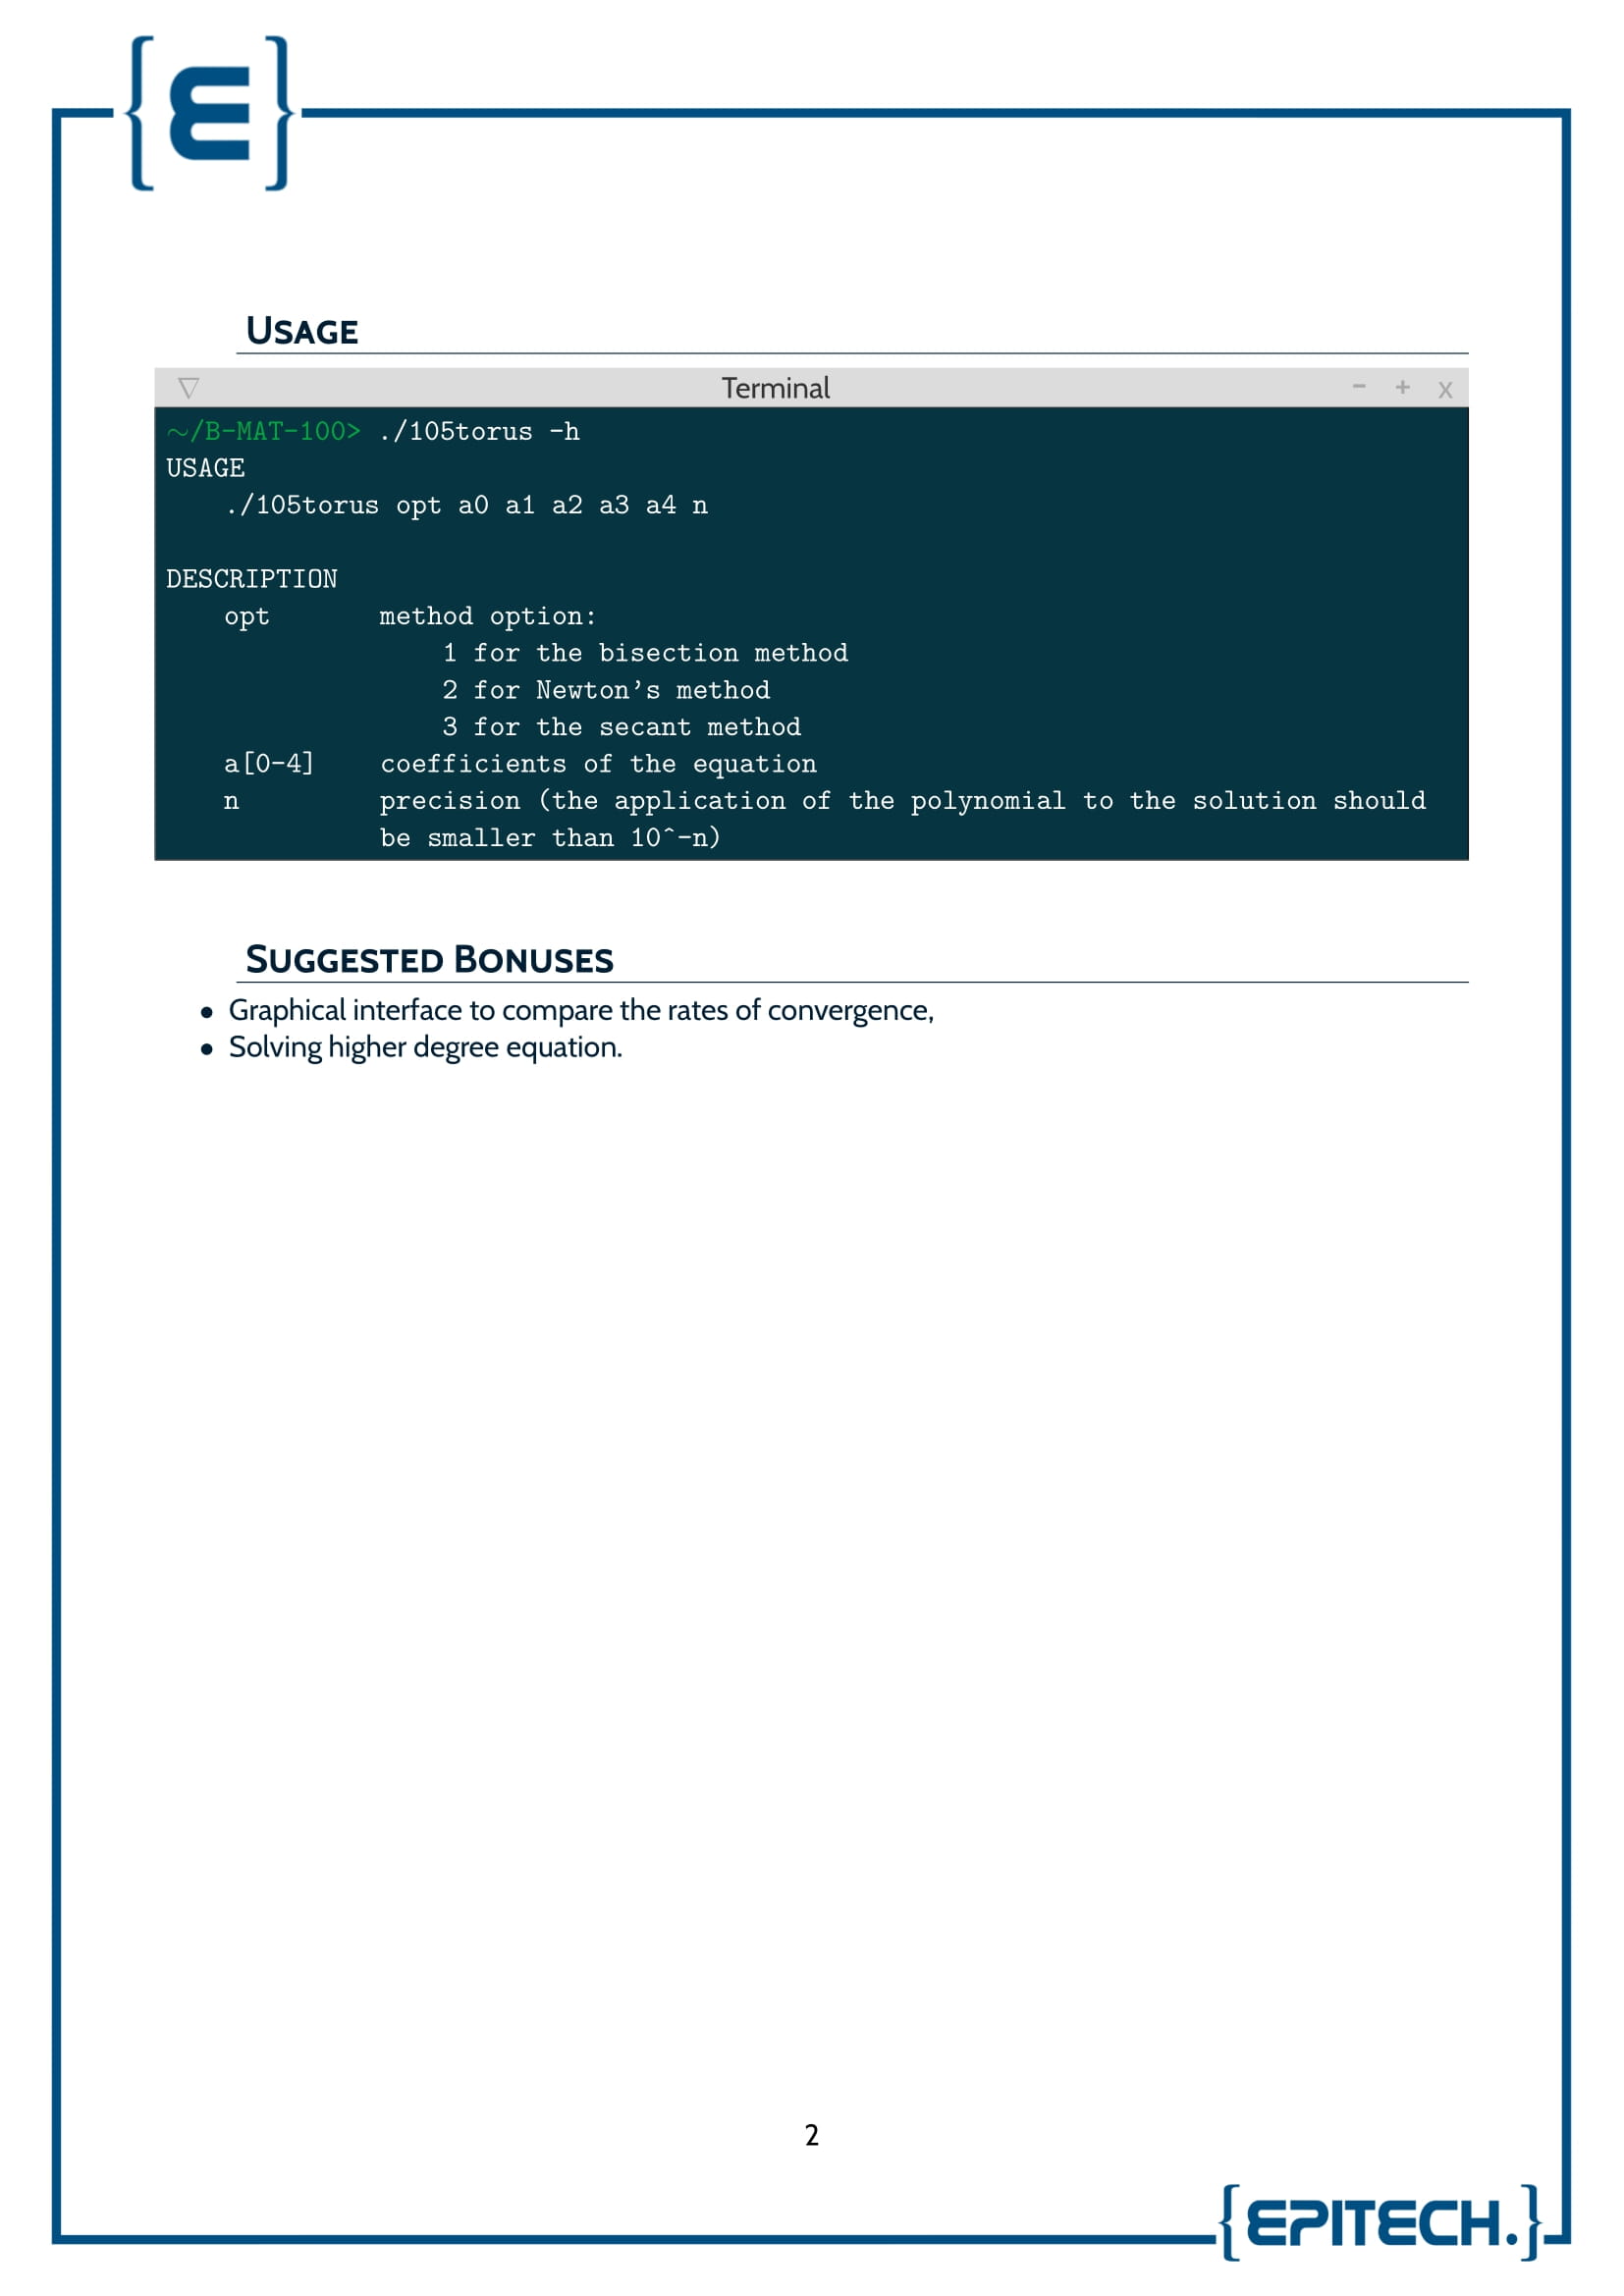 {E}
USAGE
Terminal
- + x
~/B-MAT-100> ./105torus -h
USAGE
./105torus opt a0 a1 a2 a3 a4 n
DESCRIPTION
opt method option:
1 for the bisection method
2 for Newton's method
3 for the secant method
a[0-4] coefficients of the equation
n precision (the application of the polynomial to the solution should
be smaller than 10^-n)
SUGGESTED BONUSES
• Graphical interface to compare the rates of convergence,
• Solving higher degree equation.
2
{EPITECH.}